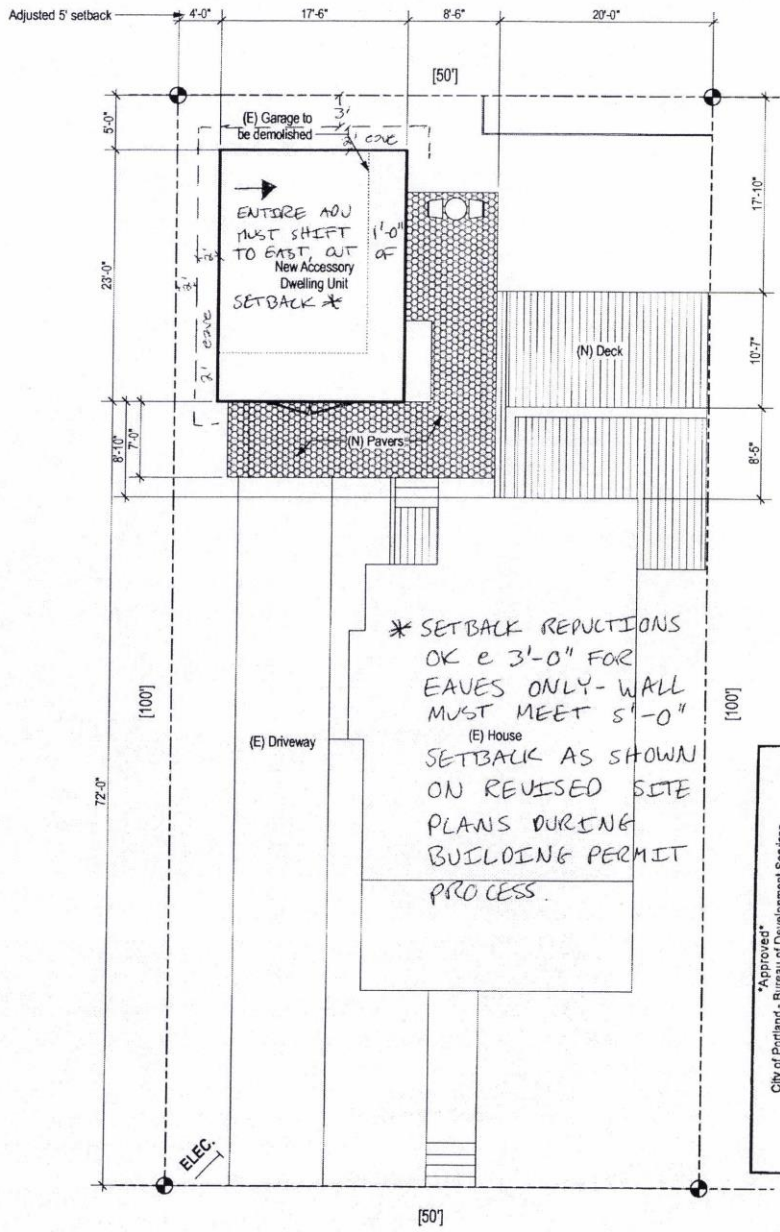 Adjusted 5' setback
4'-0"
17'-6"
8'-6"
20'-0"
[50']
5'-0"
3'
(E) Garage to
be demolished
2' eave
17'-10"
ENTIRE ADU
MUST SHIFT 1'-0"
TO EAST, OUT OF
New Accessory
Dwelling Unit
SETBACK *
23'-0"
2'
2'
2' eave
(N) Deck
10'-7"
(N) Pavers
8'-10"
7'-0"
8'-5"
* SETBACK REDUCTIONS
OK @ 3'-0" FOR
EAVES ONLY - WALL
MUST MEET 5'-0"
(E) House
SETBACK AS SHOWN
ON REVISED SITE
PLANS DURING
BUILDING PERMIT
PROCESS.
[100']
[100']
(E) Driveway
72'-0"
*Approved*
City of Portland - Bureau of Development Services
ELEC.
[50']